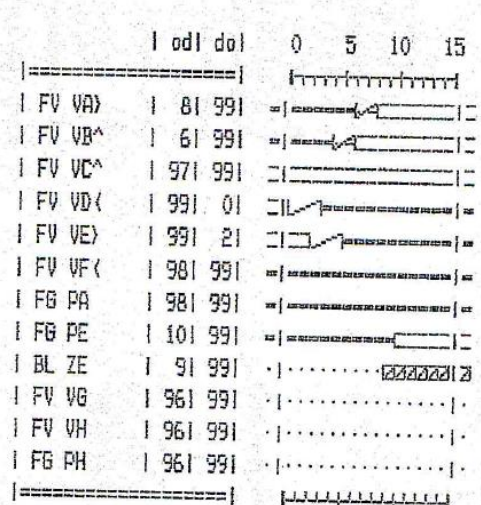 | od| do| 0 5 10 15
|====================|
| FV VA> | 8| 99|
| FV VB^ | 6| 99|
| FV VC^ | 97| 99|
| FV VD< | 99| 0|
| FV VE> | 99| 2|
| FV VF< | 98| 99|
| FG PA | 98| 99|
| FG PE | 10| 99|
| BL ZE | 9| 99|
| FV VG | 96| 99|
| FV VH | 96| 99|
| FG PH | 96| 99|
|====================|